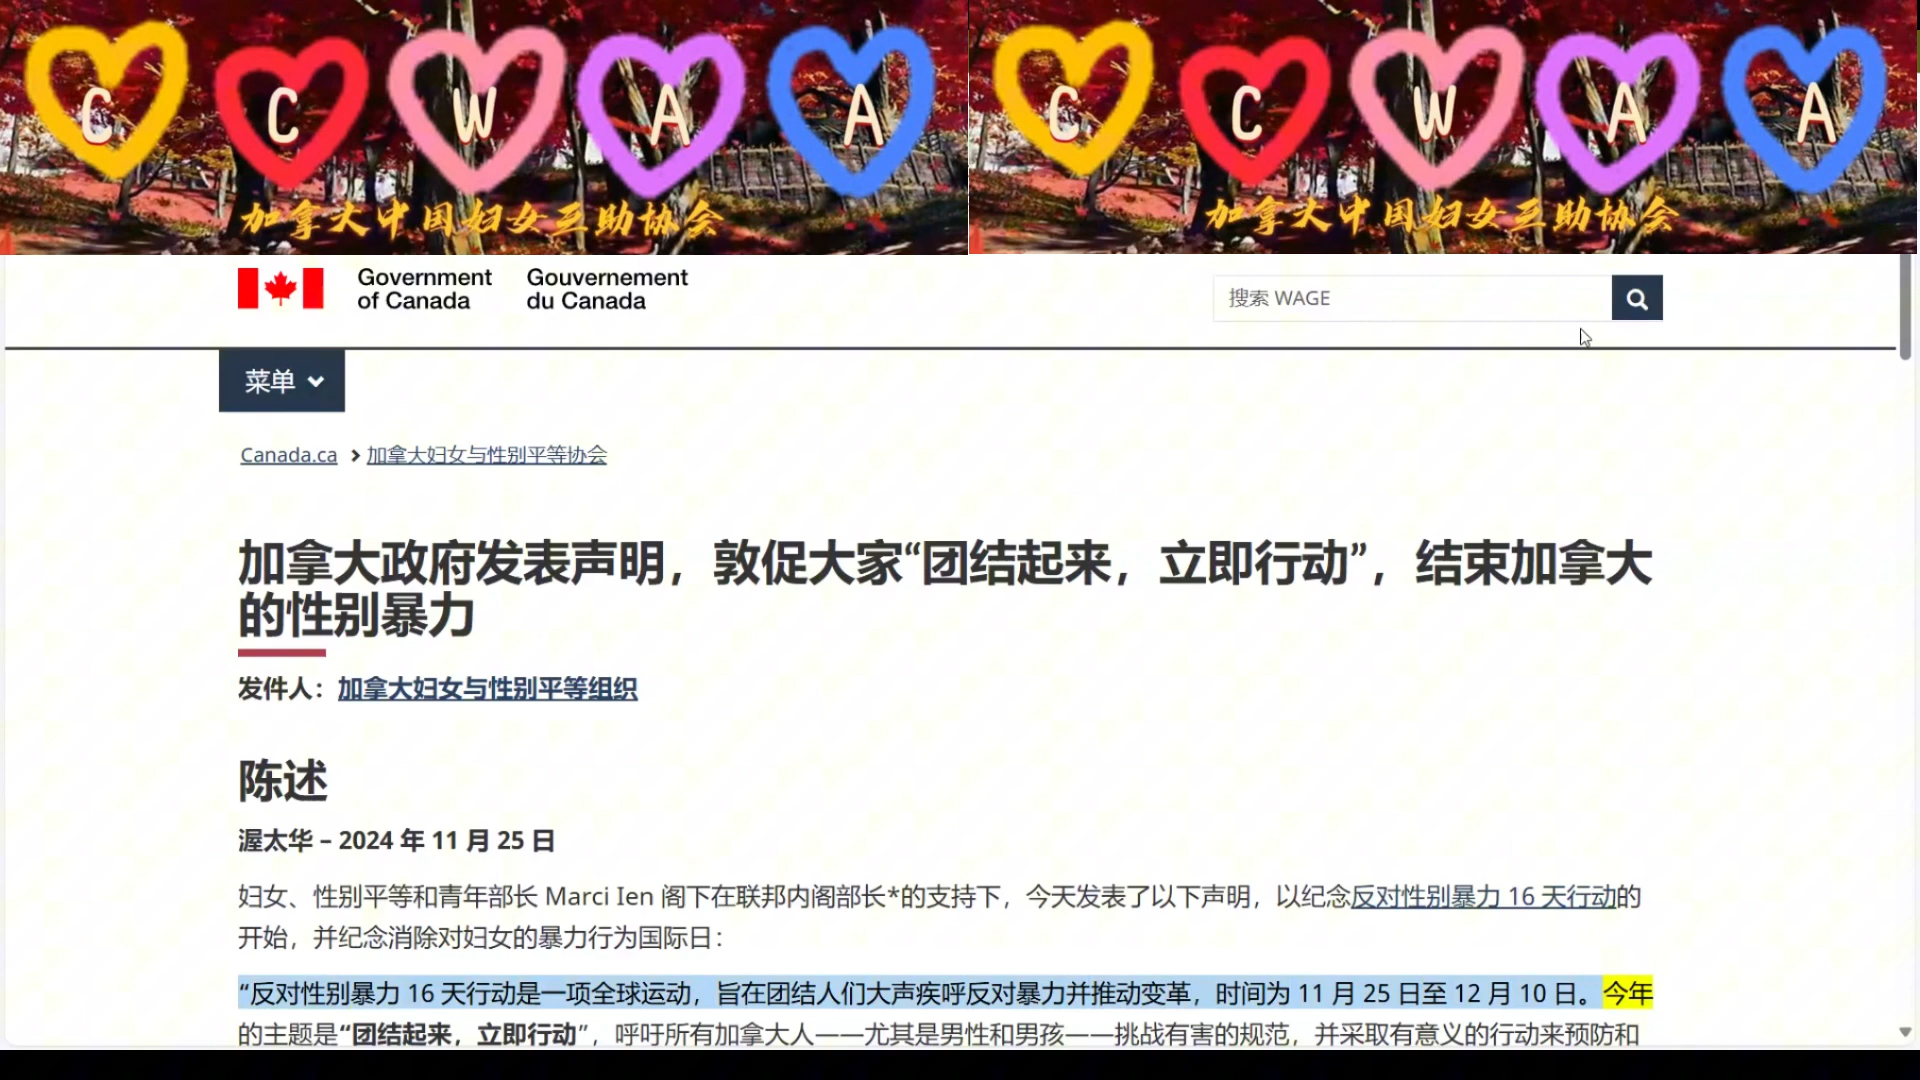 C C W A A
加拿大中国妇女互助协会
C C W A A
加拿大中国妇女互助协会
Government of Canada
Gouvernement du Canada
搜索 WAGE
菜单
Canada.ca
加拿大妇女与性别平等协会
加拿大政府发表声明，敦促大家“团结起来，立即行动”，结束加拿大
的性别暴力
发件人：加拿大妇女与性别平等组织
陈述
渥太华 – 2024 年 11 月 25 日
妇女、性别平等和青年部长 Marci Ien 阁下在联邦内阁部长*的支持下，今天发表了以下声明，以纪念反对性别暴力 16 天行动的
开始，并纪念消除对妇女的暴力行为国际日：
“反对性别暴力 16 天行动是一项全球运动，旨在团结人们大声疾呼反对暴力并推动变革，时间为 11 月 25 日至 12 月 10 日。今年
的主题是“团结起来，立即行动”，呼吁所有加拿大人——尤其是男性和男孩——挑战有害的规范，并采取有意义的行动来预防和